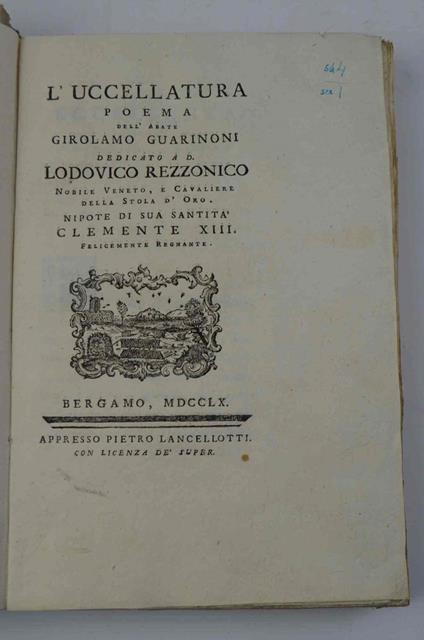 L' UCCELLATURA
POEMA
DELL' ABATE
GIROLAMO GUARINONI
DEDICATO A D.
LODOVICO REZZONICO
NOBILE VENETO, E CAVALIERE
DELLA STOLA D' ORO.
NIPOTE DI SUA SANTITA'
CLEMENTE XIII.
FELICEMENTE REGNANTE.
BERGAMO, MDCCLX.
APPRESSO PIETRO LANCELLOTTI.
CON LICENZA DE' SUPER.